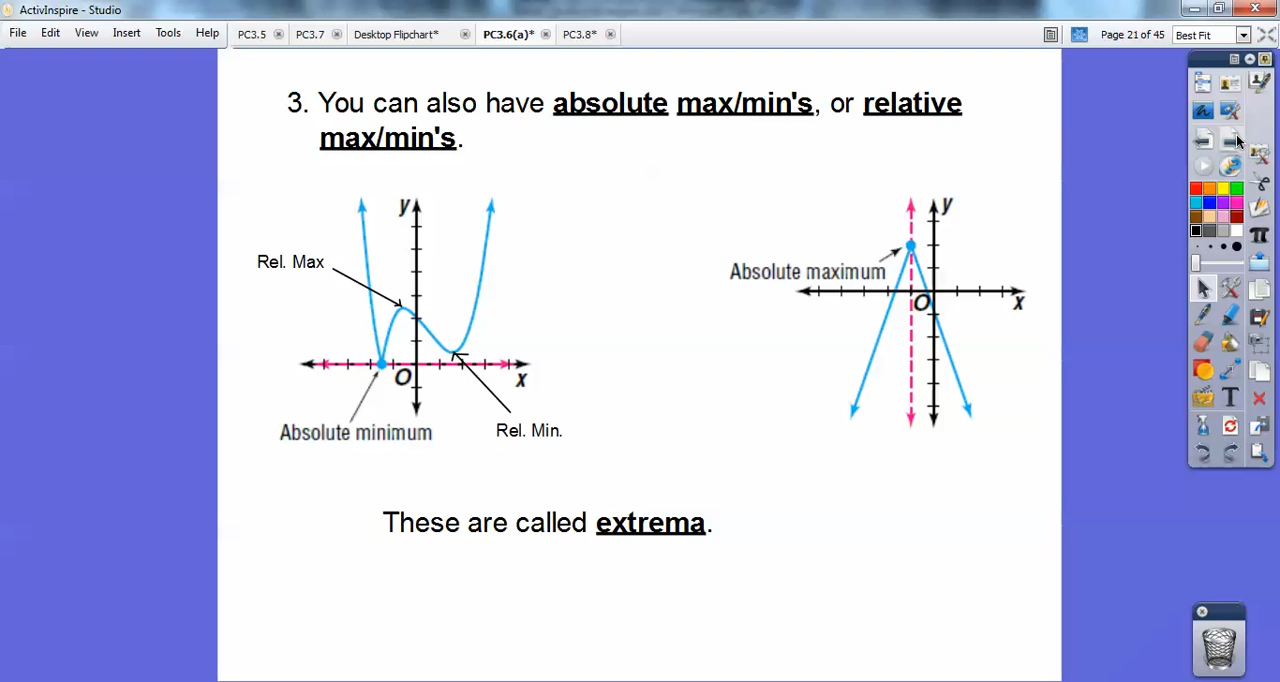 ActivInspire - Studio
File Edit View Insert Tools Help PC3.5 PC3.7 Desktop Flipchart* PC3.6(a)* PC3.8* Page 21 of 45 Best Fit
3. You can also have absolute max/min's, or relative
max/min's.
y
y
Rel. Max
Absolute maximum
O
x
O
x
Absolute minimum
Rel. Min.
These are called extrema.